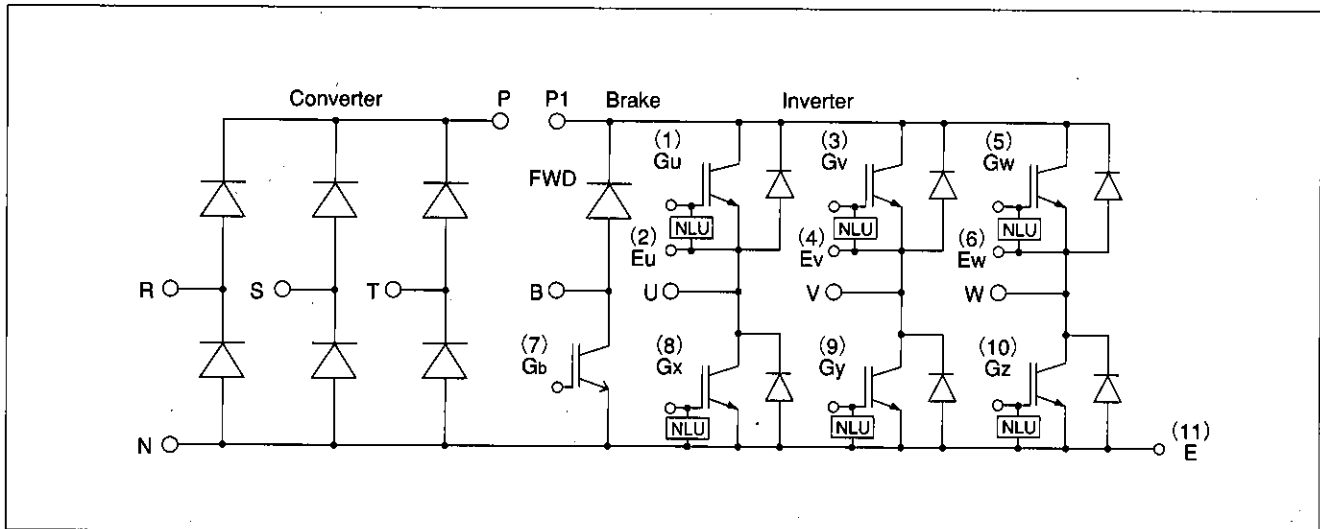 Converter P P1 Brake Inverter
(1) (3) (5)
Gu Gv Gw
FWD
NLU NLU NLU
(2) (4) (6)
Eu Ev Ew
R S T B U V W
(7) (8) (9) (10)
Gb Gx Gy Gz
NLU NLU NLU
N
(11)
E